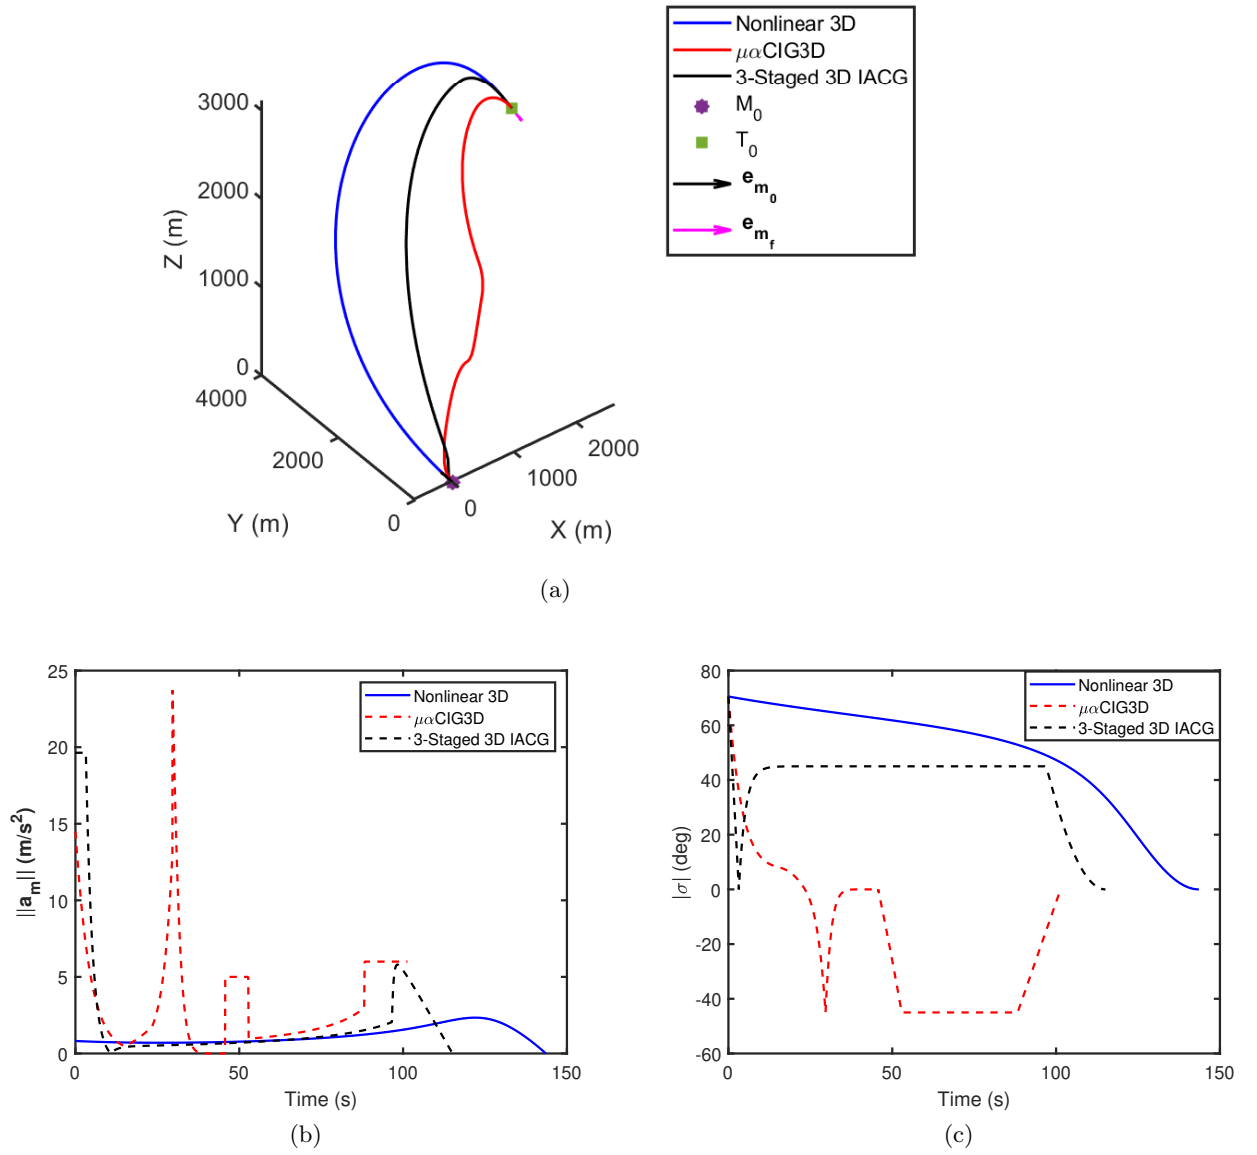 Nonlinear 3D
μαCIG3D
3-Staged 3D IACG
M0
T0
em0
emf
3000
2000
1000
0
Z (m)
4000
2000
0
Y (m)
0
1000
2000
X (m)
(a)
25
20
15
10
5
0
||am|| (m/s2)
0
50
100
150
Time (s)
Nonlinear 3D
μαCIG3D
3-Staged 3D IACG
(b)
80
60
40
20
0
-20
-40
-60
|σ| (deg)
0
50
100
150
Time (s)
Nonlinear 3D
μαCIG3D
3-Staged 3D IACG
(c)